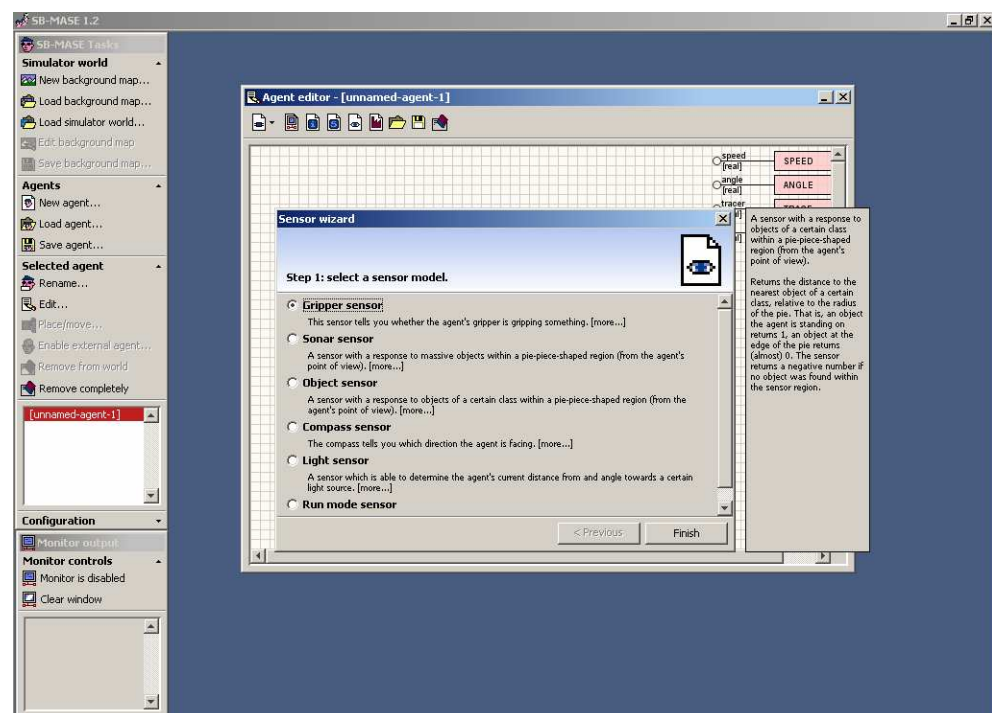 SB-MASE 1.2
SB-MASE Tasks
Simulator world
New background map...
Load background map...
Load simulator world...
Edit background map
Save background map...
Agents
New agent...
Load agent...
Save agent...
Selected agent
Rename...
Edit...
Place/move...
Enable external agent...
Remove from world
Remove completely
[unnamed-agent-1]
Configuration
Monitor output
Monitor controls
Monitor is disabled
Clear window
Agent editor - [unnamed-agent-1]
speed
[real]
SPEED
angle
[real]
ANGLE
tracer
Sensor wizard
Step 1: select a sensor model.
Gripper sensor
This sensor tells you whether the agent's gripper is gripping something. [more...]
Sonar sensor
A sensor with a response to massive objects within a pie-piece-shaped region (from the agent's
point of view). [more...]
Object sensor
A sensor with a response to objects of a certain class within a pie-piece-shaped region (from the
agent's point of view). [more...]
Compass sensor
The compass tells you which direction the agent is facing. [more...]
Light sensor
A sensor which is able to determine the agent's current distance from and angle towards a certain
light source. [more...]
Run mode sensor
< Previous
Finish
A sensor with a response to
objects of a certain class
within a pie-piece-shaped
region (from the agent's
point of view).
Returns the distance to the
nearest object of a certain
class, relative to the radius
of the pie. That is, an object
the agent is standing on
returns 1, an object at the
edge of the pie returns
(almost) 0. The sensor
returns a negative number if
no object was found within
the sensor region.